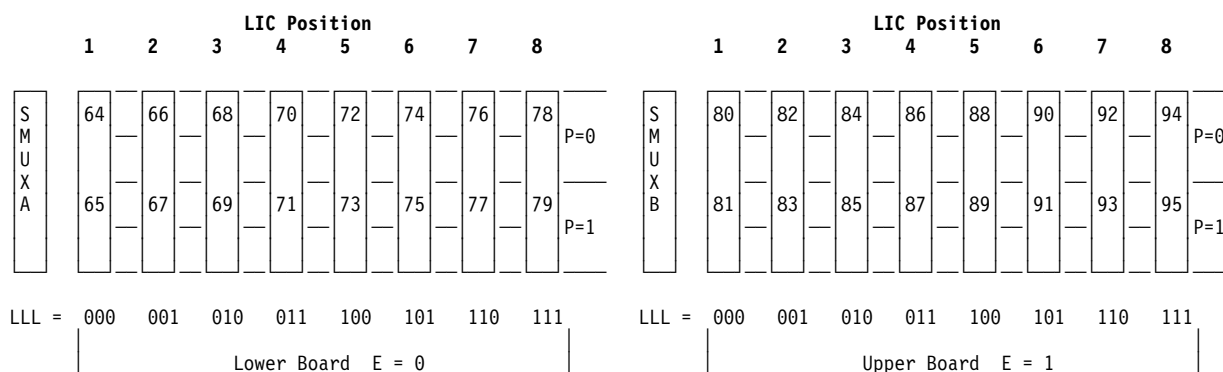 LIC Position LIC Position
1 2 3 4 5 6 7 8 1 2 3 4 5 6 7 8
S 64 66 68 70 72 74 76 78 S 80 82 84 86 88 90 92 94
M P=0 M P=0
U U
X X
A 65 67 69 71 73 75 77 79 B 81 83 85 87 89 91 93 95
P=1 P=1
LLL = 000 001 010 011 100 101 110 111 LLL = 000 001 010 011 100 101 110 111
Lower Board E = 0 Upper Board E = 1